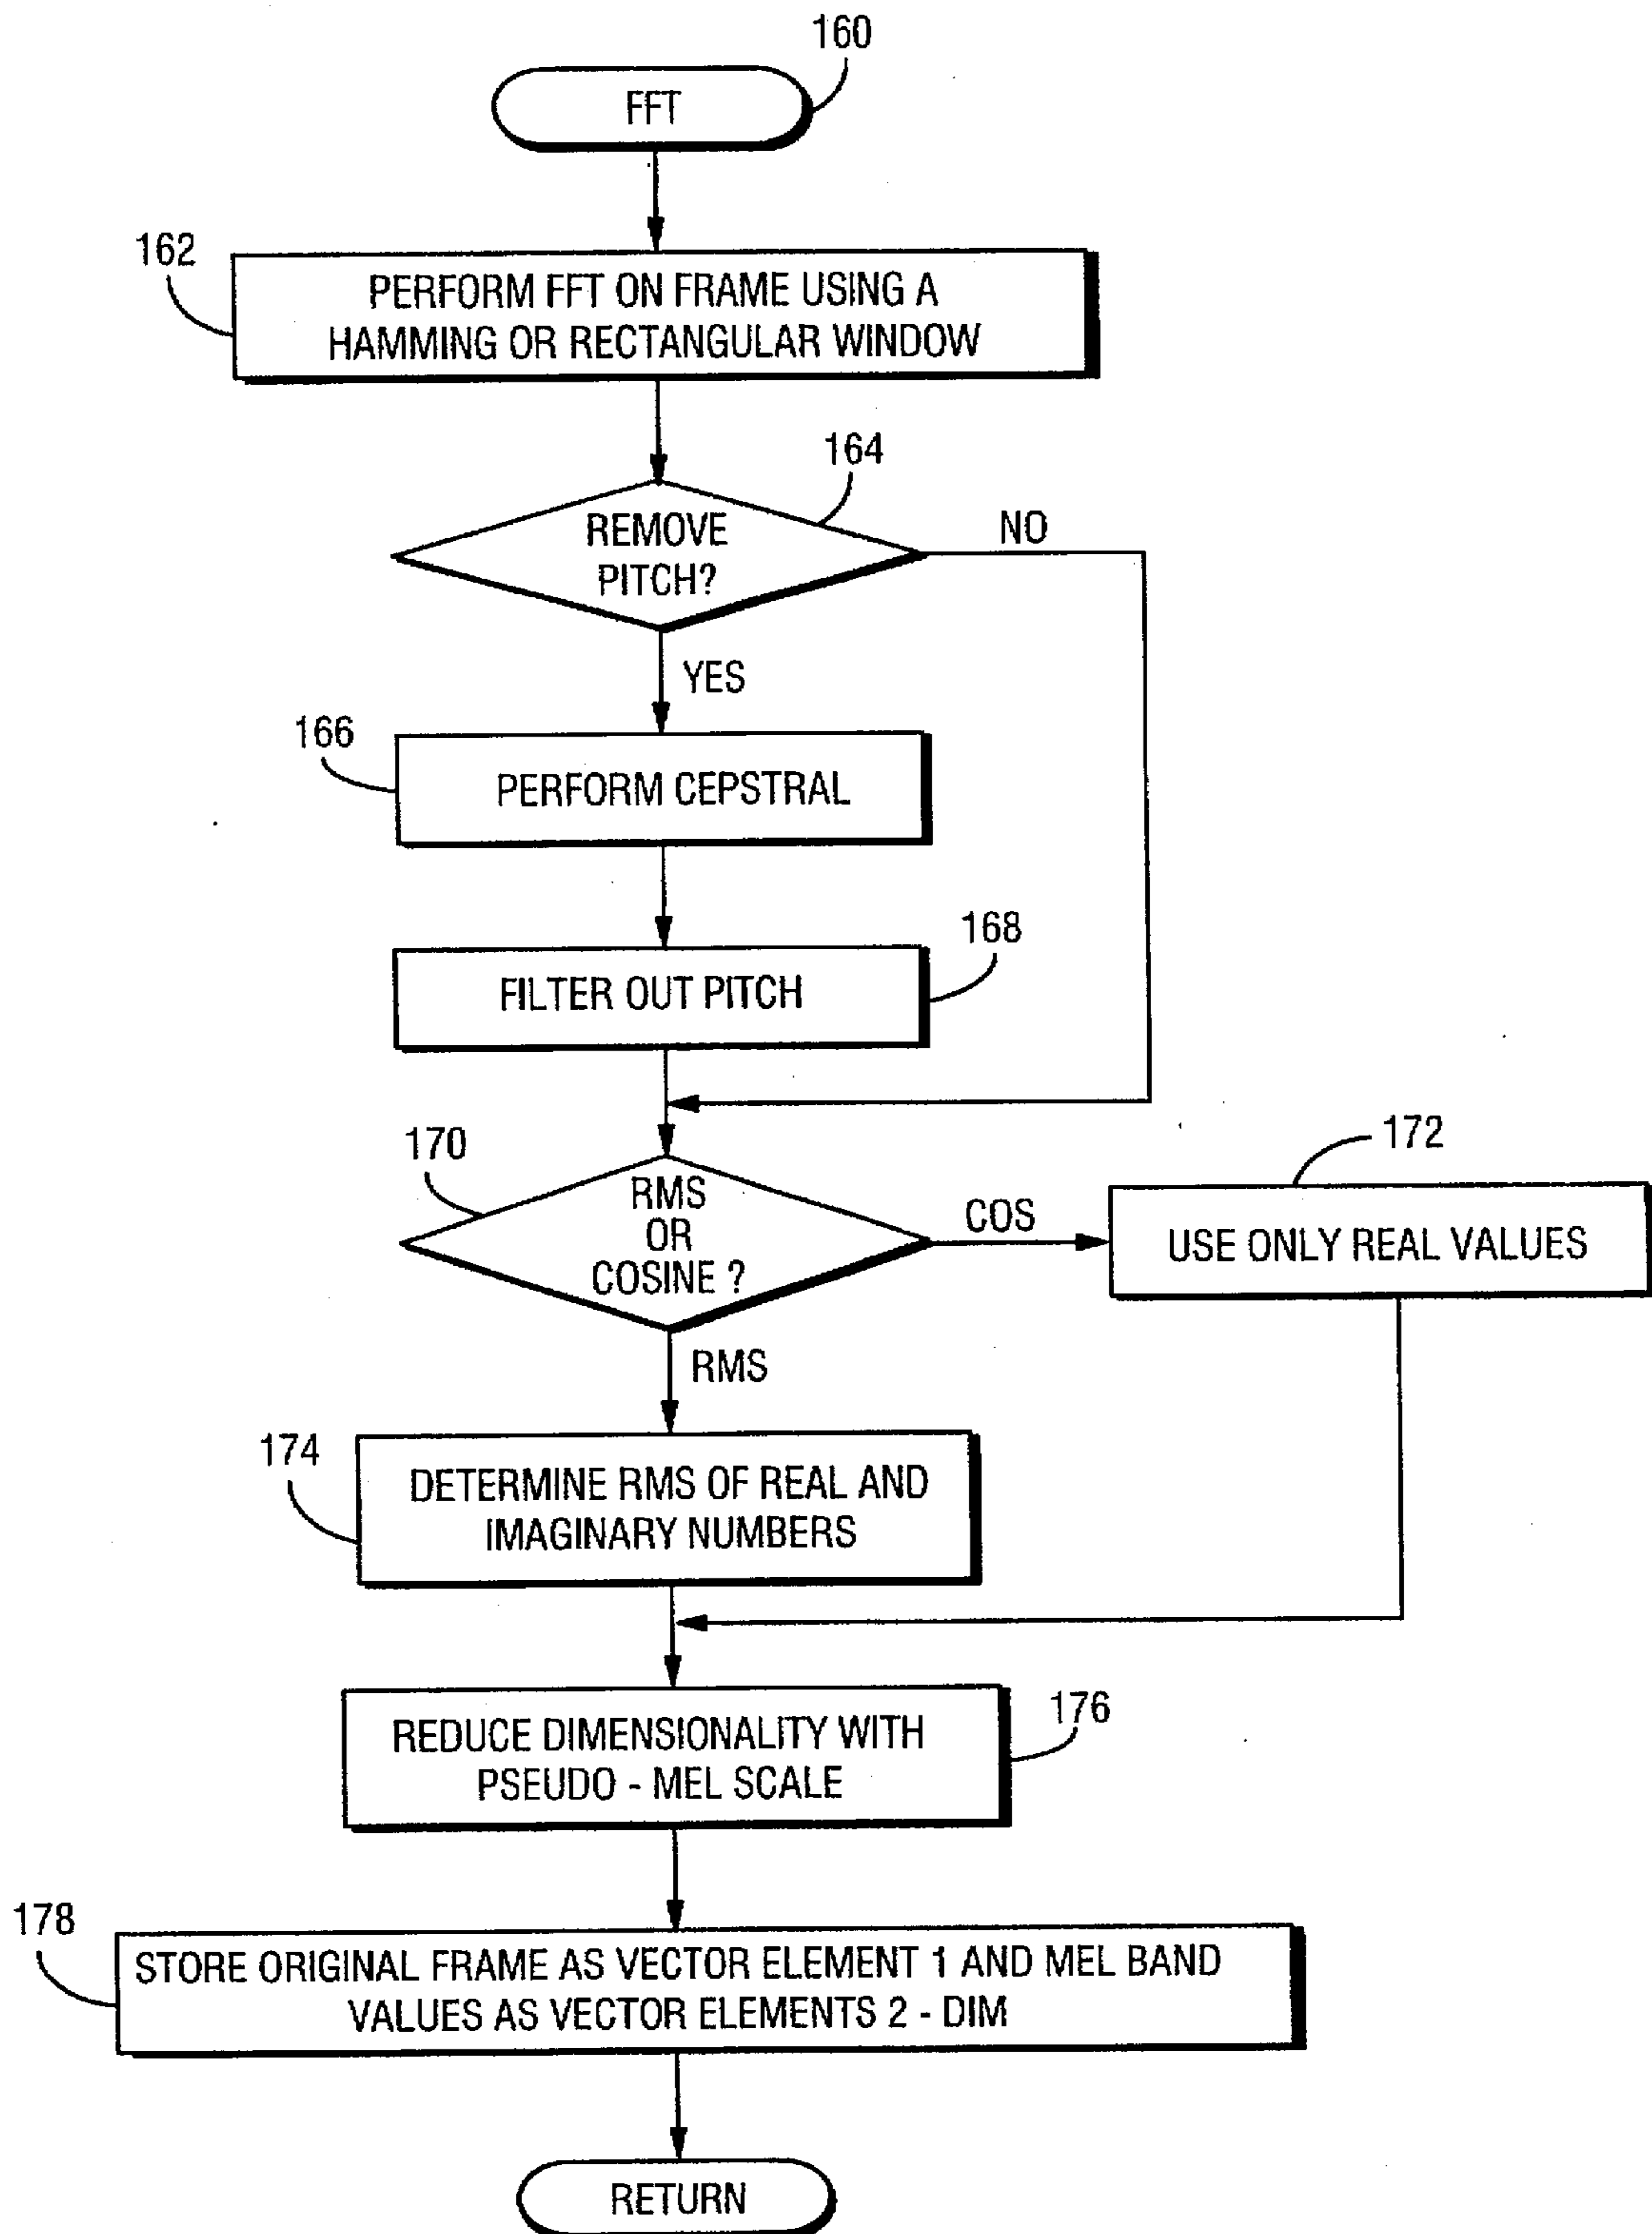 160
FFT
162
PERFORM FFT ON FRAME USING A
HAMMING OR RECTANGULAR WINDOW
164
REMOVE
PITCH?
NO
YES
166
PERFORM CEPSTRAL
168
FILTER OUT PITCH
170
RMS
OR
COSINE ?
COS
172
USE ONLY REAL VALUES
RMS
174
DETERMINE RMS OF REAL AND
IMAGINARY NUMBERS
176
REDUCE DIMENSIONALITY WITH
PSEUDO - MEL SCALE
178
STORE ORIGINAL FRAME AS VECTOR ELEMENT 1 AND MEL BAND
VALUES AS VECTOR ELEMENTS 2 - DIM
RETURN